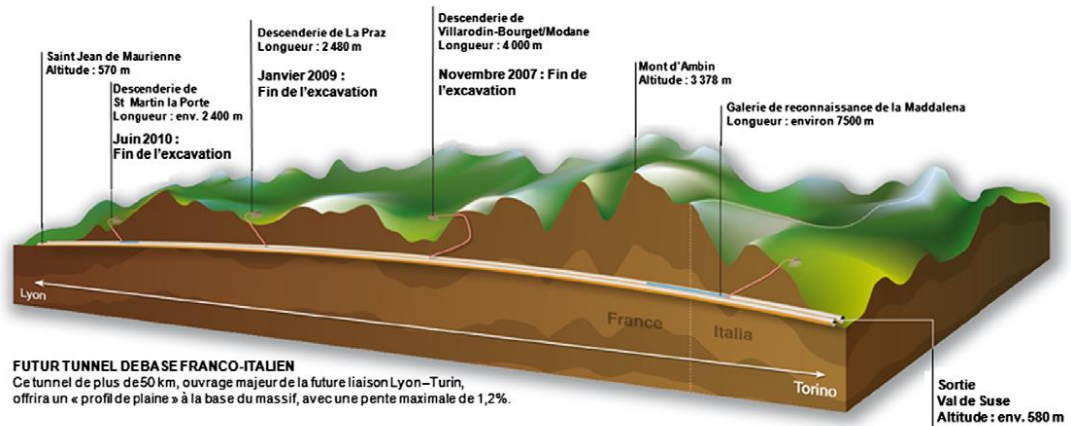 Saint Jean de Maurienne
Altitude : 570 m
Descenderie de
St Martin la Porte
Longueur : env. 2 400 m
Juin 2010 :
Fin de l'excavation
Descenderie de La Praz
Longueur : 2 480 m
Janvier 2009 :
Fin de l'excavation
Descenderie de
Villarodin-Bourget/Modane
Longueur : 4 000 m
Novembre 2007 : Fin de
l'excavation
Mont d'Ambin
Altitude : 3 378 m
Galerie de reconnaissance de la Maddalena
Longueur : environ 7500 m
Lyon
France
Italia
Torino
FUTUR TUNNEL DE BASE FRANCO-ITALIEN
Ce tunnel de plus de 50 km, ouvrage majeur de la future liaison Lyon–Turin,
offrira un « profil de plaine » à la base du massif, avec une pente maximale de 1,2%.
Sortie
Val de Suse
Altitude : env. 580 m